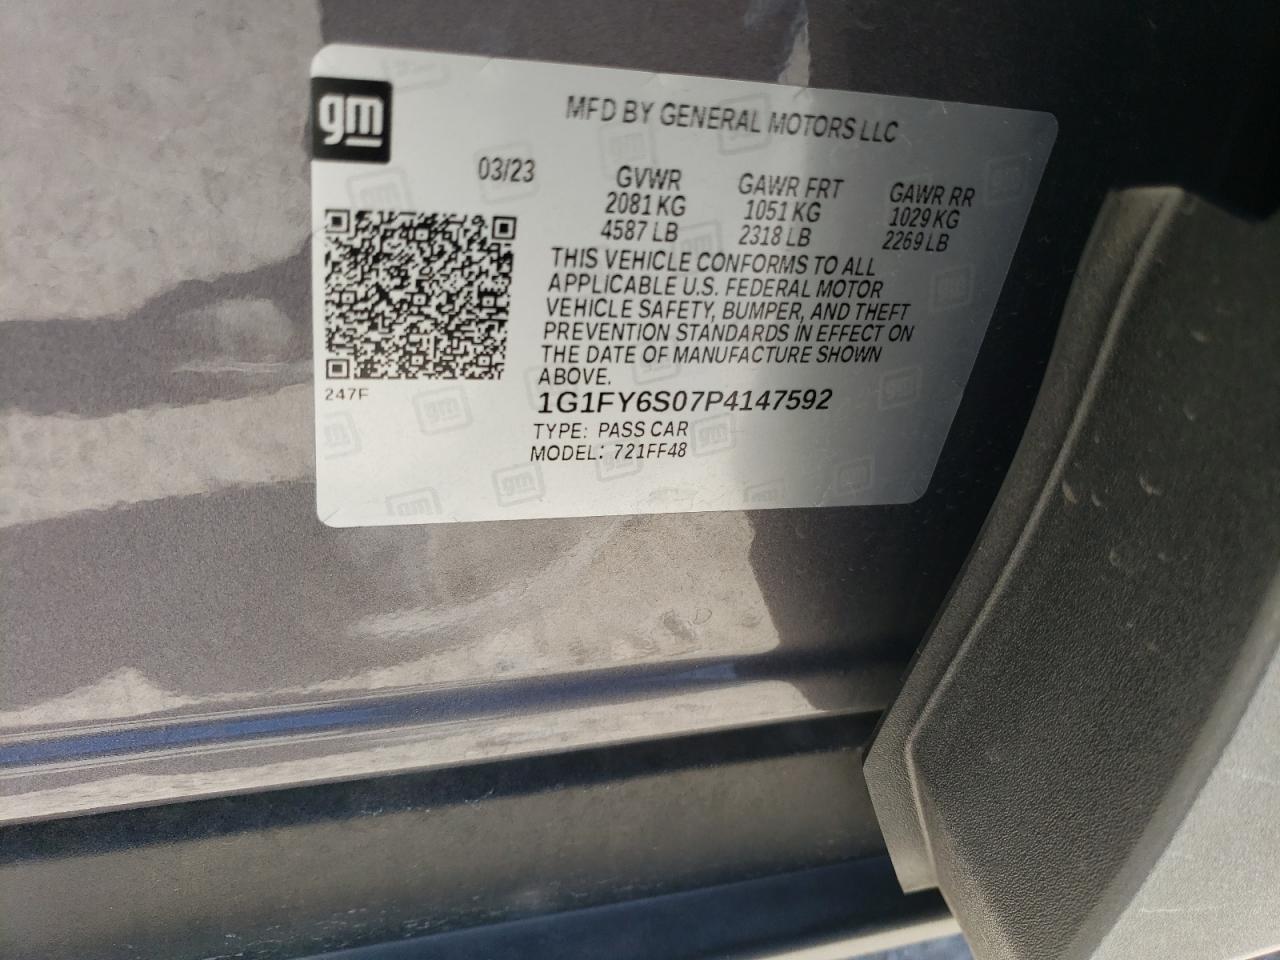 gm
MFD BY GENERAL MOTORS LLC
03/23
GVWR
2081 KG
4587 LB
GAWR FRT
1051 KG
2318 LB
GAWR RR
1029 KG
2269 LB
THIS VEHICLE CONFORMS TO ALL
APPLICABLE U.S. FEDERAL MOTOR
VEHICLE SAFETY, BUMPER, AND THEFT
PREVENTION STANDARDS IN EFFECT ON
THE DATE OF MANUFACTURE SHOWN
ABOVE.
247F
1G1FY6S07P4147592
TYPE: PASS CAR
MODEL: 721FF48